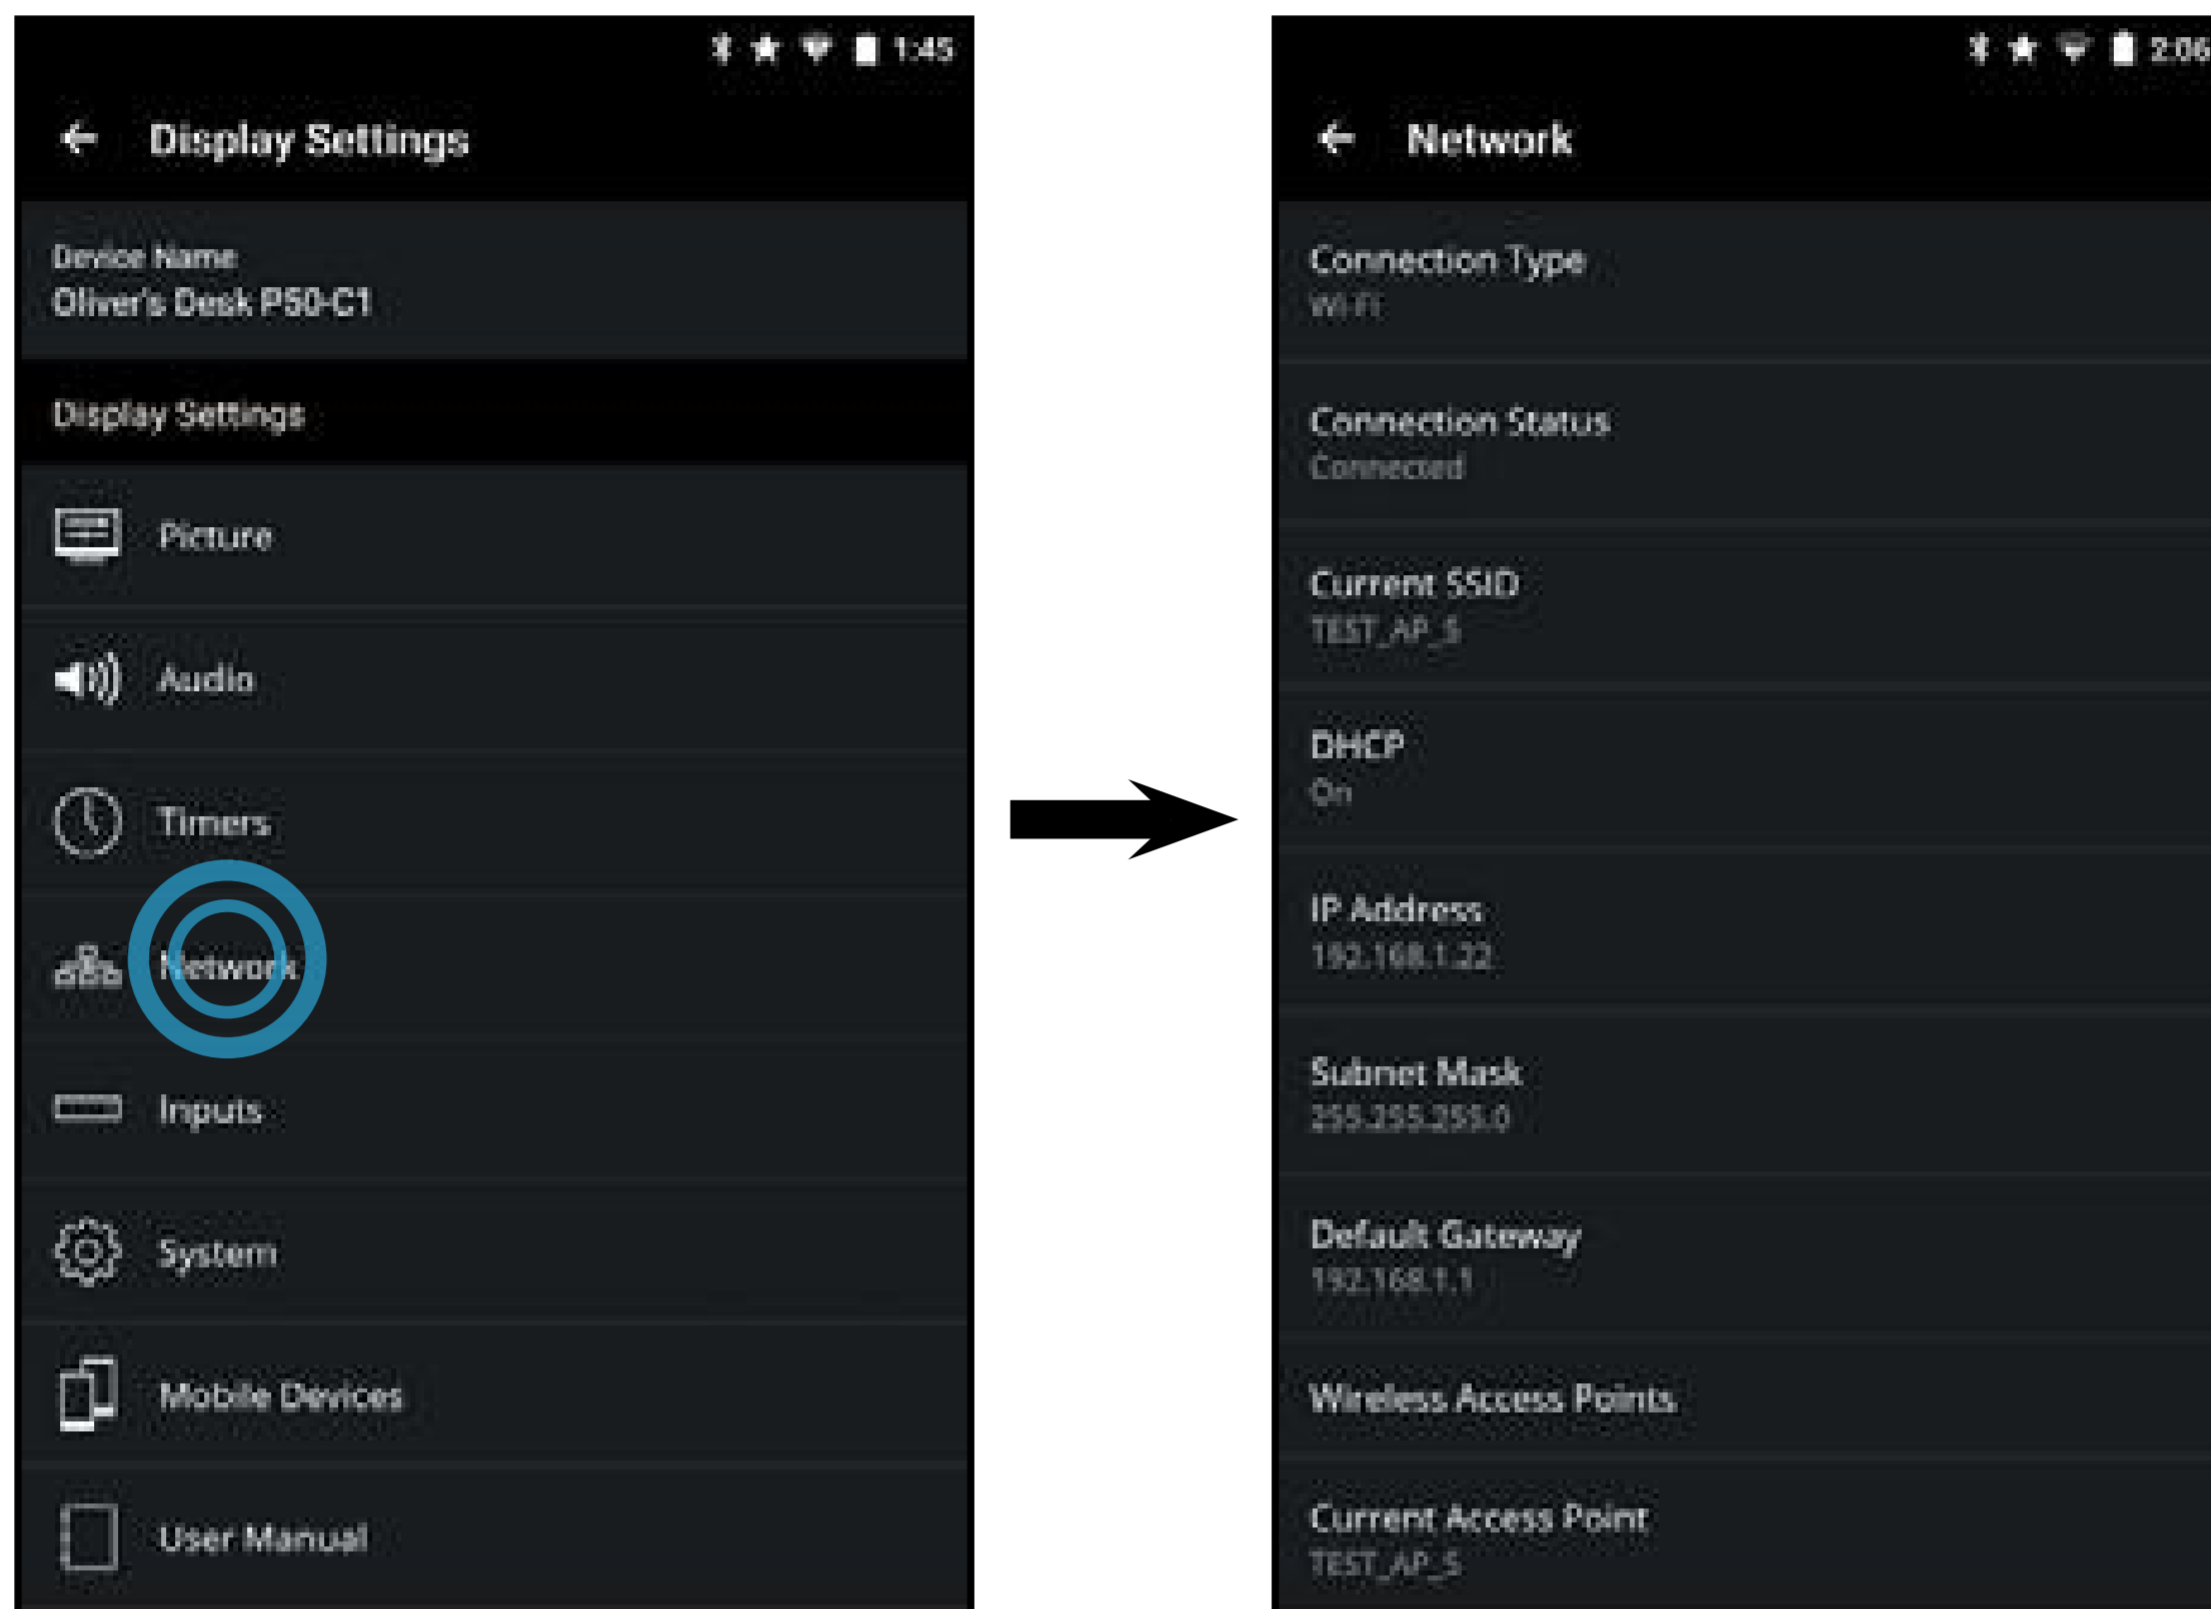 1:45
Display Settings
Device Name
Oliver's Desk P50-C1
Display Settings
Picture
Audio
Timers
Network
Inputs
System
Mobile Devices
User Manual
2:06
Network
Connection Type
Wi-Fi
Connection Status
Connected
Current SSID
TEST_AP_5
DHCP
On
IP Address
192.168.1.22
Subnet Mask
255.255.255.0
Default Gateway
192.168.1.1
Wireless Access Points
Current Access Point
TEST_AP_5